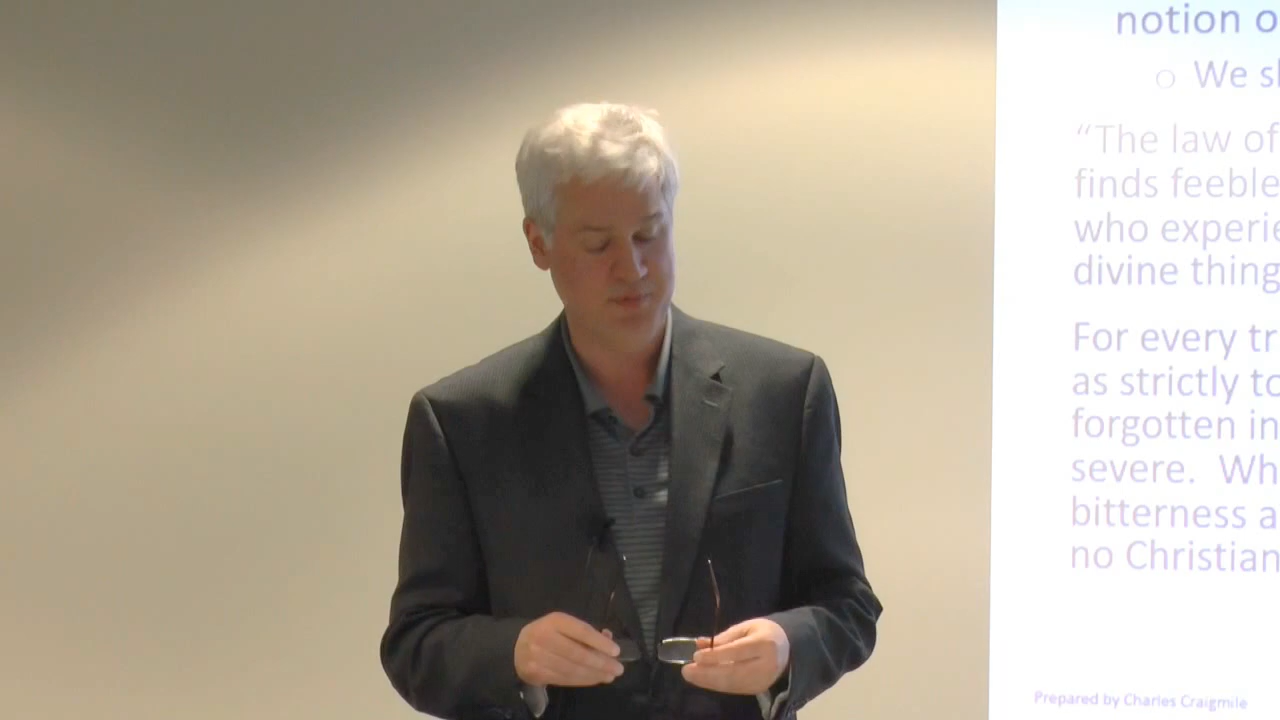 notion o
○ We sl
“The law of
finds feeble
who experie
divine thing
For every tr
as strictly to
forgotten in
severe. Wh
bitterness a
no Christian
Prepared by Charles Craigmile